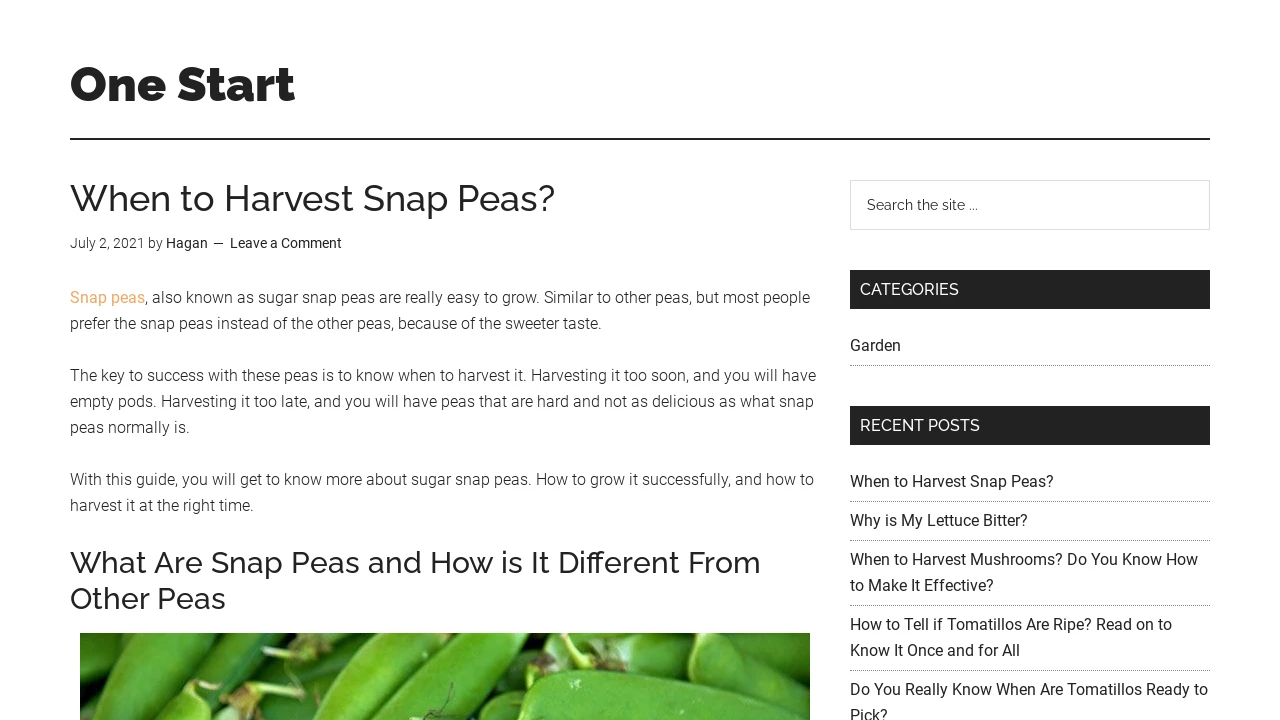 One Start
When to Harvest Snap Peas?
July 2, 2021 by Hagan — Leave a Comment
Snap peas, also known as sugar snap peas are really easy to grow. Similar to other peas, but most people
prefer the snap peas instead of the other peas, because of the sweeter taste.
The key to success with these peas is to know when to harvest it. Harvesting it too soon, and you will have
empty pods. Harvesting it too late, and you will have peas that are hard and not as delicious as what snap
peas normally is.
With this guide, you will get to know more about sugar snap peas. How to grow it successfully, and how to
harvest it at the right time.
What Are Snap Peas and How is It Different From
Other Peas
Search the site ...
CATEGORIES
Garden
RECENT POSTS
When to Harvest Snap Peas?
Why is My Lettuce Bitter?
When to Harvest Mushrooms? Do You Know How
to Make It Effective?
How to Tell if Tomatillos Are Ripe? Read on to
Know It Once and for All
Do You Really Know When Are Tomatillos Ready to
Pick?